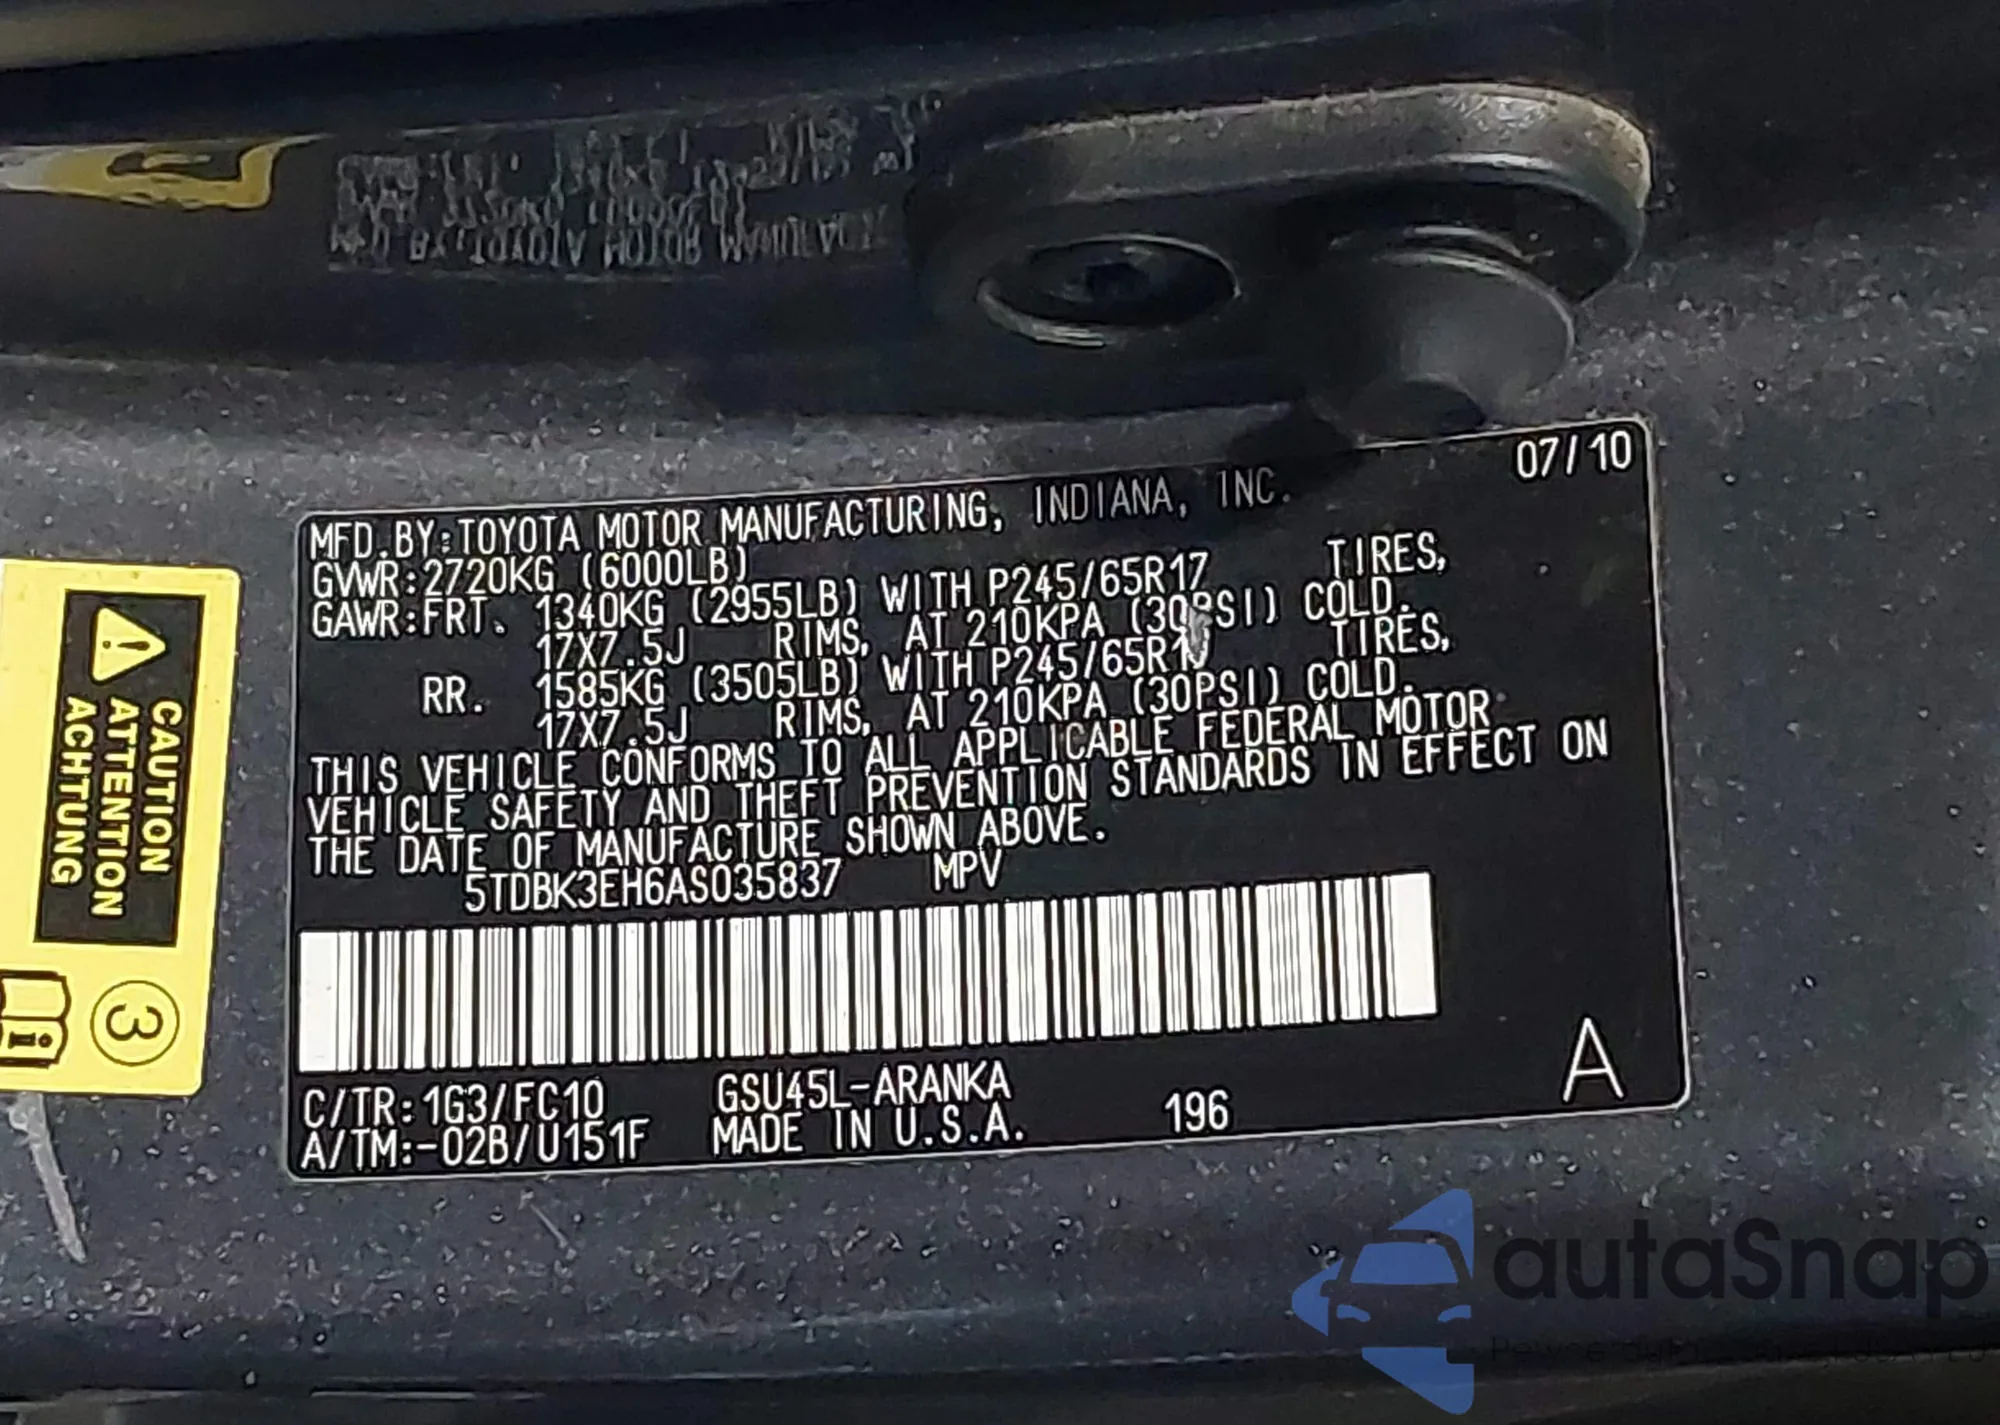 07/10
MFD.BY:TOYOTA MOTOR MANUFACTURING, INDIANA, INC.
GVWR:2720KG (6000LB)
GAWR:FRT. 1340KG (2955LB) WITH P245/65R17 TIRES,
17X7.5J RIMS, AT 210KPA (30PSI) COLD.
RR. 1585KG (3505LB) WITH P245/65R17 TIRES,
17X7.5J RIMS, AT 210KPA (30PSI) COLD.
THIS VEHICLE CONFORMS TO ALL APPLICABLE FEDERAL MOTOR
VEHICLE SAFETY AND THEFT PREVENTION STANDARDS IN EFFECT ON
THE DATE OF MANUFACTURE SHOWN ABOVE.
5TDBK3EH6AS035837 MPV
C/TR:1G3/FC10 GSU45L-ARANKA
A/TM:-02B/U151F MADE IN U.S.A. 196
A
CAUTION
ATTENTION
ACHTUNG
3
i
autaSnap